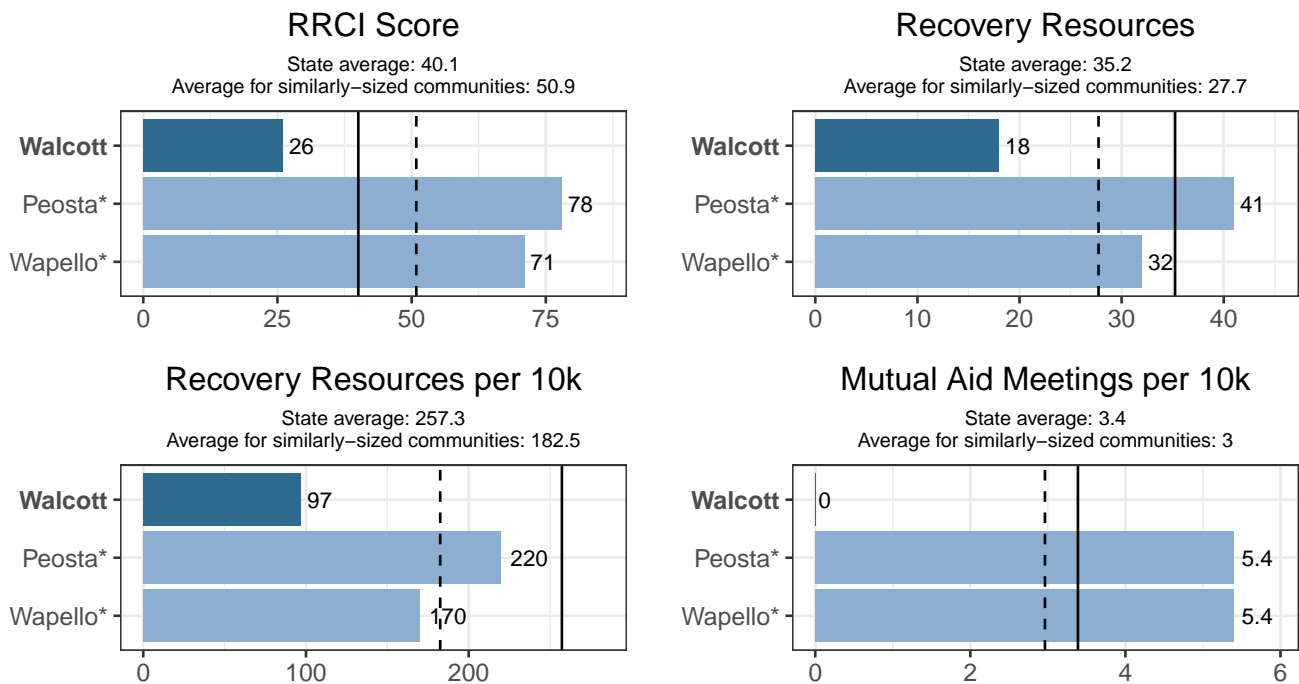 RRCI Score
State average: 40.1
Average for similarly−sized communities: 50.9
Walcott 26
Peosta* 78
Wapello* 71
0 25 50 75
Recovery Resources
State average: 35.2
Average for similarly−sized communities: 27.7
Walcott 18
Peosta* 41
Wapello* 32
0 10 20 30 40
Recovery Resources per 10k
State average: 257.3
Average for similarly−sized communities: 182.5
Walcott 97
Peosta* 220
Wapello* 170
0 100 200
Mutual Aid Meetings per 10k
State average: 3.4
Average for similarly−sized communities: 3
Walcott 0
Peosta* 5.4
Wapello* 5.4
0 2 4 6